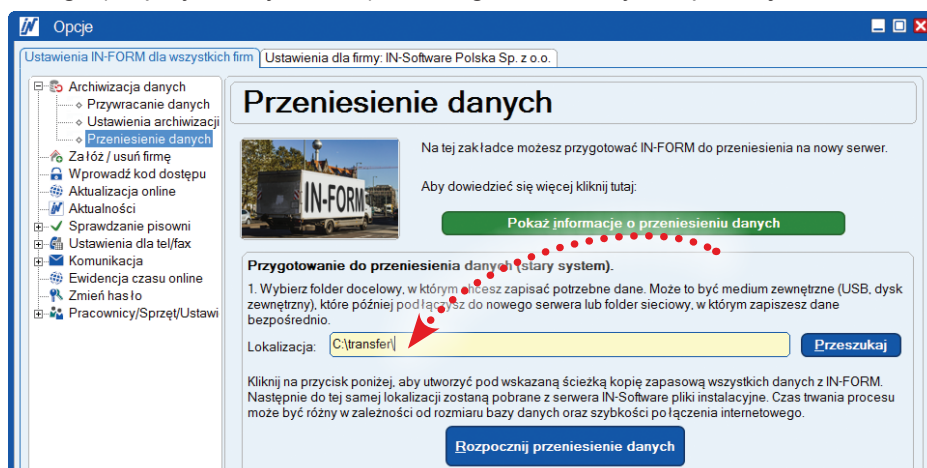 Opcje
Ustawienia IN-FORM dla wszystkich firm
Ustawienia dla firmy: IN-Software Polska Sp. z o.o.
Archiwizacja danych
Przywracanie danych
Ustawienia archiwizacji
Przeniesienie danych
Załóż / usuń firmę
Wprowadź kod dostępu
Aktualizacja online
Aktualności
Sprawdzanie pisowni
Ustawienia dla tel/fax
Komunikacja
Ewidencja czasu online
Zmień hasło
Pracownicy/Sprzęt/Ustawi
Przeniesienie danych
IN-FORM
Na tej zakładce możesz przygotować IN-FORM do przeniesienia na nowy serwer.
Aby dowiedzieć się więcej kliknij tutaj:
Pokaż informacje o przeniesieniu danych
Przygotowanie do przeniesienia danych (stary system).
1. Wybierz folder docelowy, w którym chcesz zapisać potrzebne dane. Może to być medium zewnętrzne (USB, dysk
zewnętrzny), które później podłączysz do nowego serwera lub folder sieciowy, w którym zapiszesz dane
bezpośrednio.
Lokalizacja: C:\transfer\
Przeszukaj
Kliknij na przycisk poniżej, aby utworzyć pod wskazaną ścieżką kopię zapasową wszystkich danych z IN-FORM.
Następnie do tej samej lokalizacji zostaną pobrane z serwera IN-Software pliki instalacyjne. Czas trwania procesu
może być różny w zależności od rozmiaru bazy danych oraz szybkości połączenia internetowego.
Rozpocznij przeniesienie danych